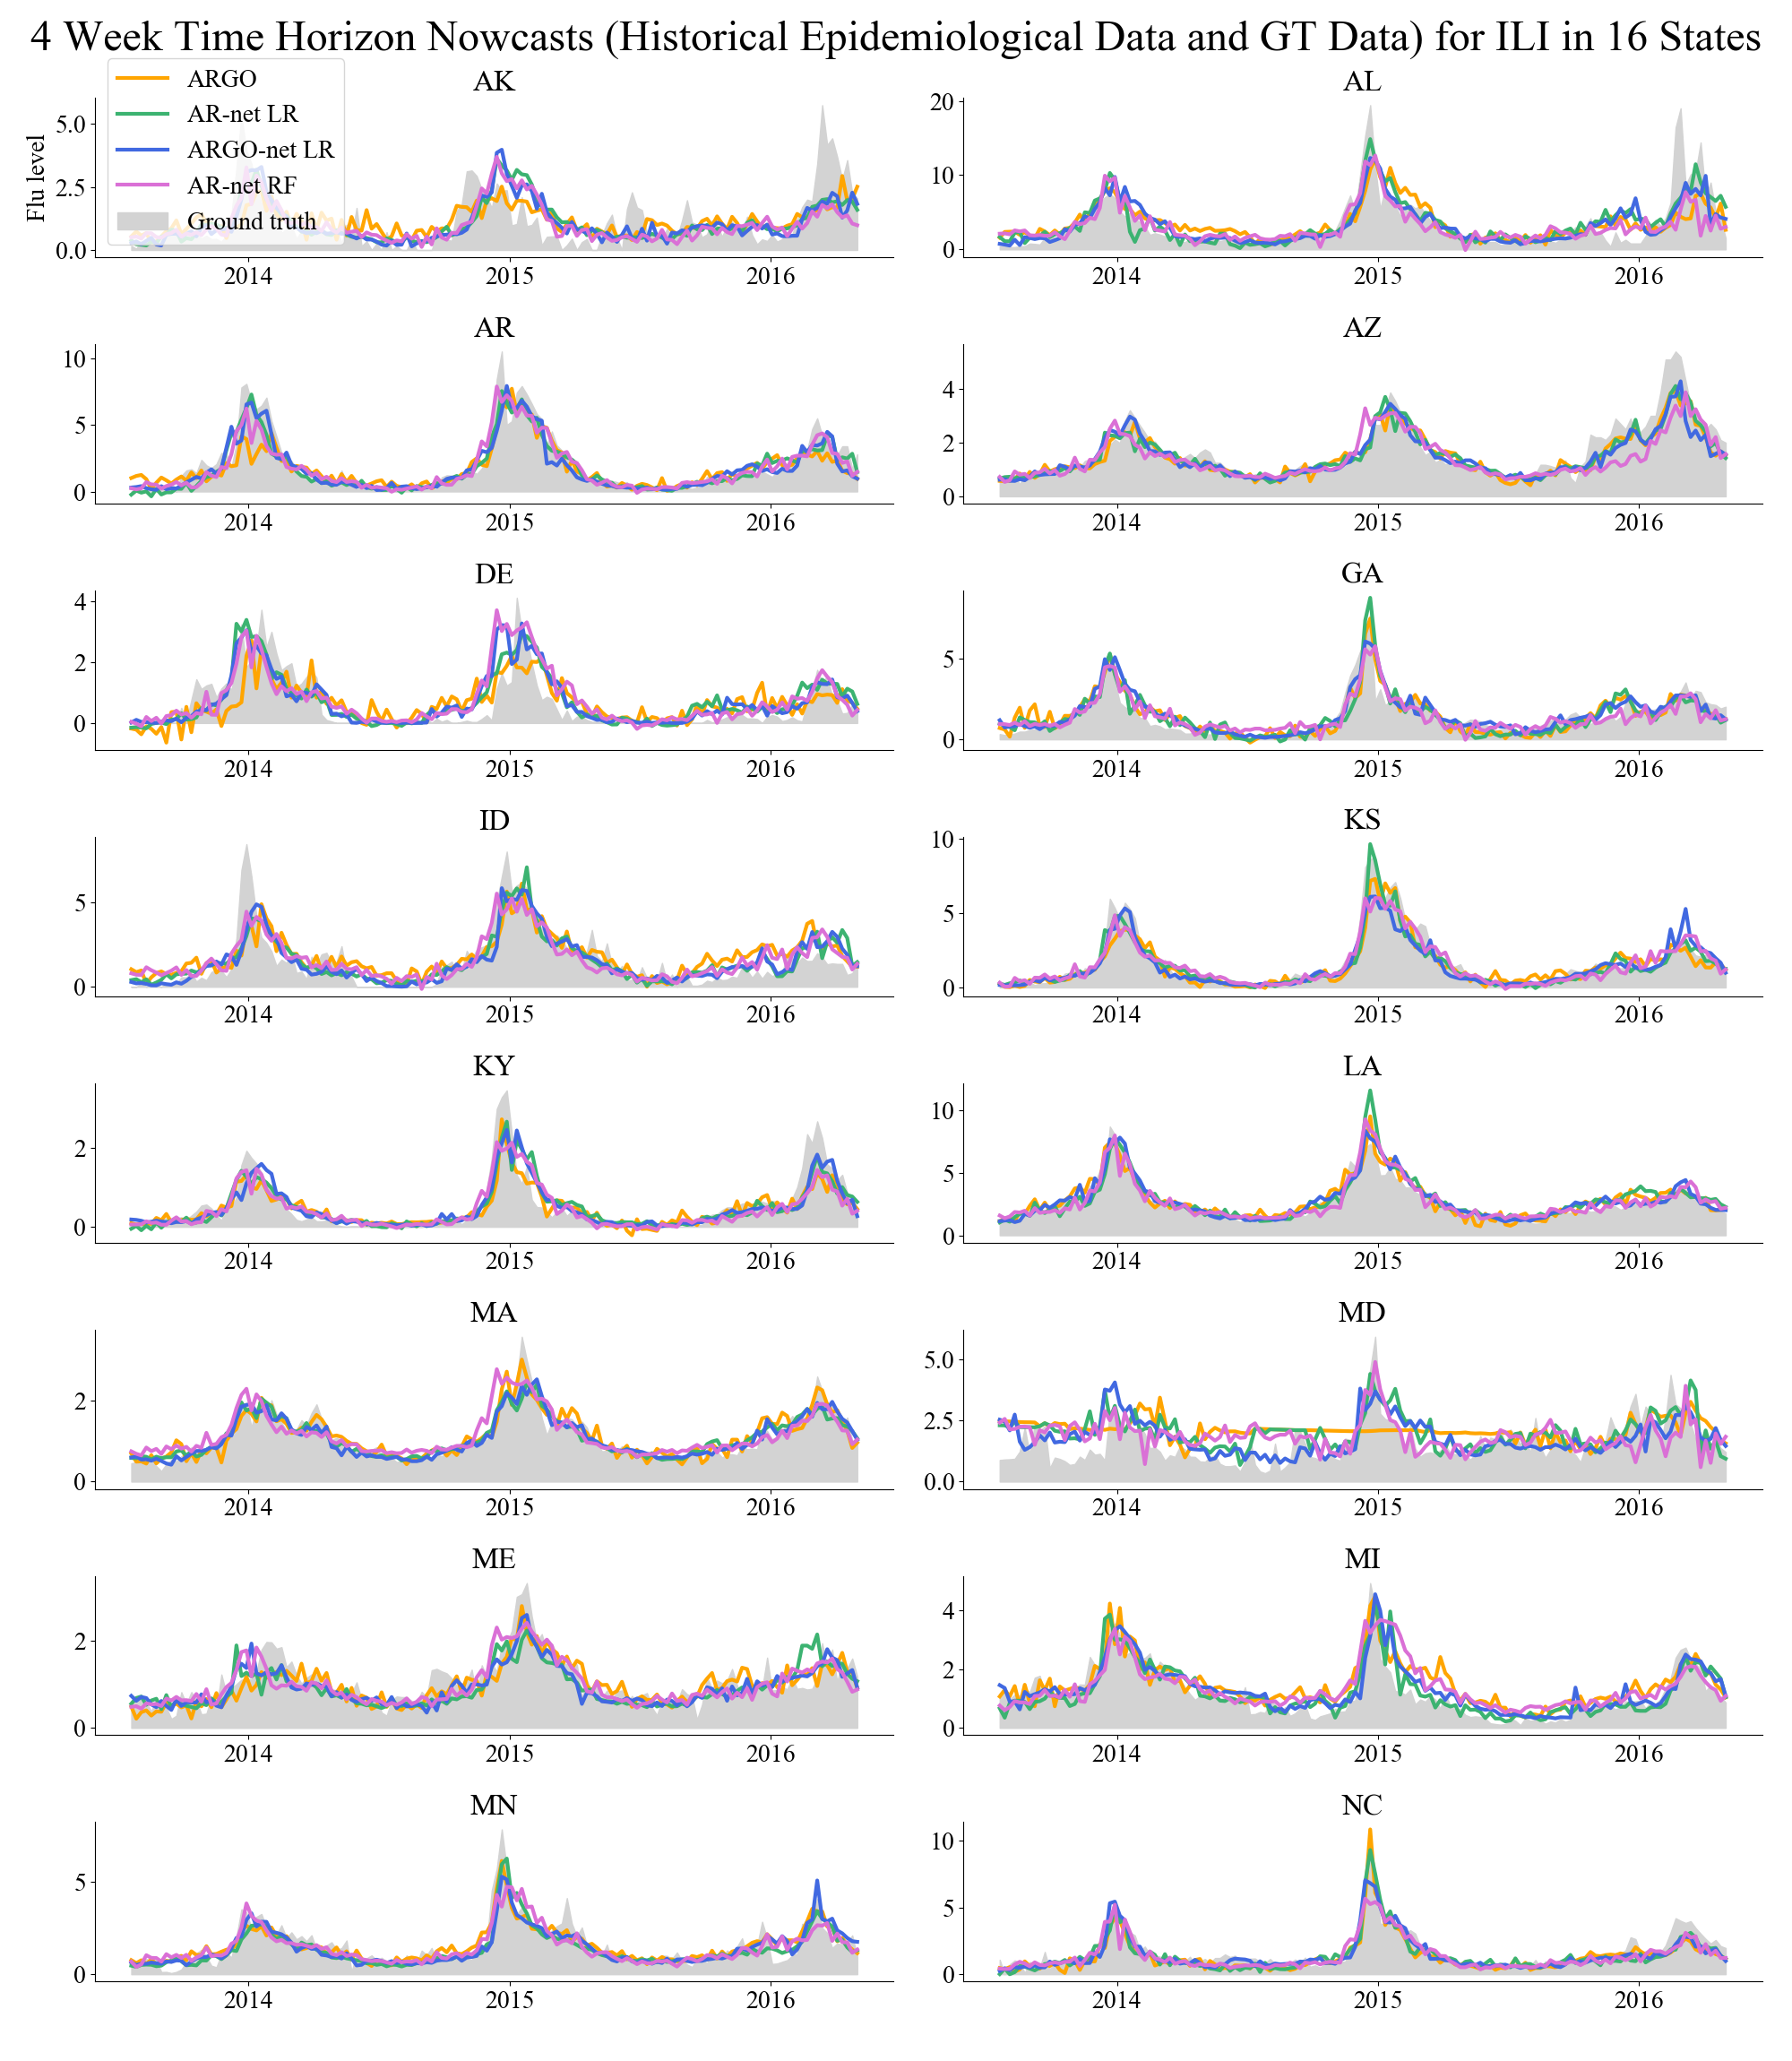 4 Week Time Horizon Nowcasts (Historical Epidemiological Data and GT Data) for ILI in 16 States
ARGO
AR-net LR
ARGO-net LR
AR-net RF
Ground truth
AK
Flu level
5.0
2.5
0.0
2014 2015 2016
AL
20
10
0
2014 2015 2016
AR
10
5
0
2014 2015 2016
AZ
4
2
0
2014 2015 2016
DE
4
2
0
2014 2015 2016
GA
5
0
2014 2015 2016
ID
5
0
2014 2015 2016
KS
10
5
0
2014 2015 2016
KY
2
0
2014 2015 2016
LA
10
5
0
2014 2015 2016
MA
2
0
2014 2015 2016
MD
5.0
2.5
0.0
2014 2015 2016
ME
2
0
2014 2015 2016
MI
4
2
0
2014 2015 2016
MN
5
0
2014 2015 2016
NC
10
5
0
2014 2015 2016